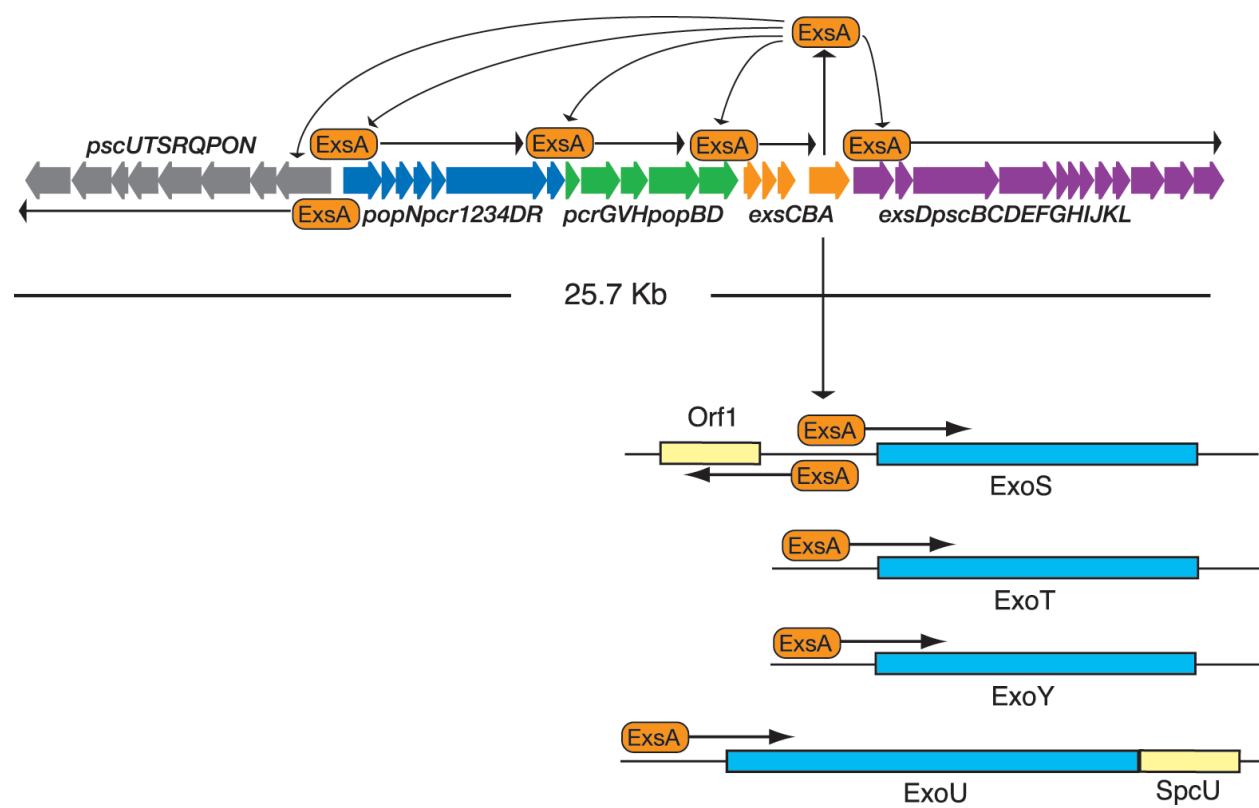 ExsA
pscUTSRQPON
ExsA
ExsA
ExsA
ExsA
ExsA
popNpcr1234DR
pcrGVHpopBD
exsCBA
exsDpscBCDEFGHIJKL
25.7 Kb
Orf1
ExsA
ExsA
ExoS
ExsA
ExoT
ExsA
ExoY
ExsA
ExoU
SpcU